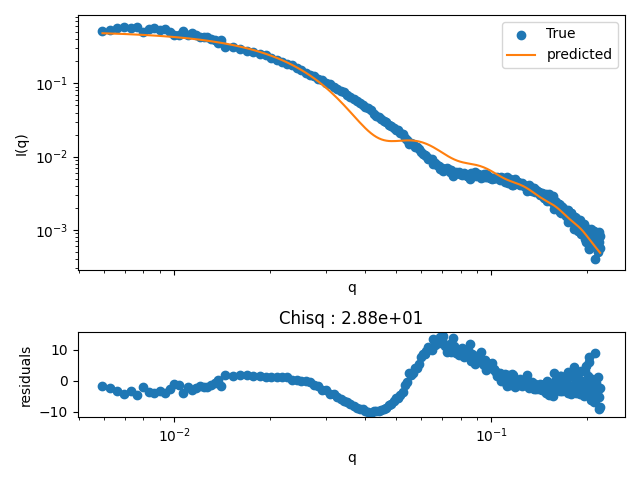 True
predicted
10⁻¹
10⁻²
10⁻³
I(q)
q
Chisq : 2.88e+01
10
0
−10
residuals
10⁻²
10⁻¹
q